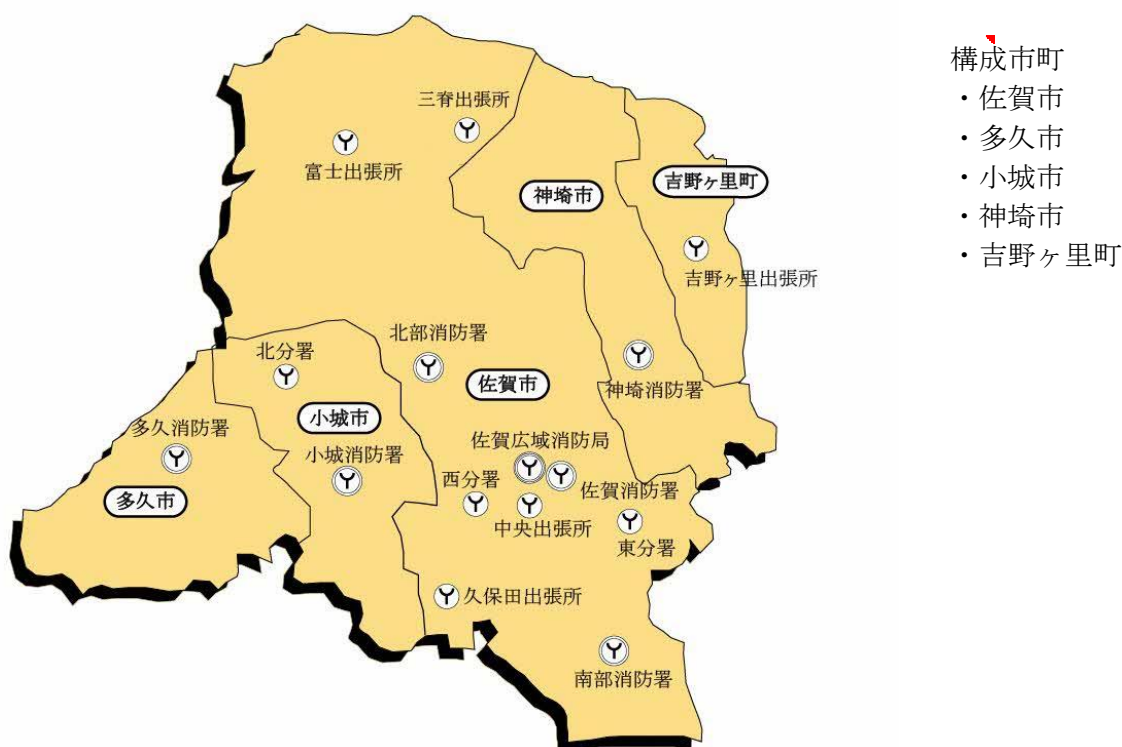 三脊出張所
富士出張所
神埼市
吉野ヶ里町
吉野ヶ里出張所
北部消防署
北分署
佐賀市
神埼消防署
小城市
多久消防署
小城消防署
佐賀広域消防局
西分署
佐賀消防署
多久市
中央出張所
東分署
久保田出張所
南部消防署
構成市町
・佐賀市
・多久市
・小城市
・神埼市
・吉野ヶ里町